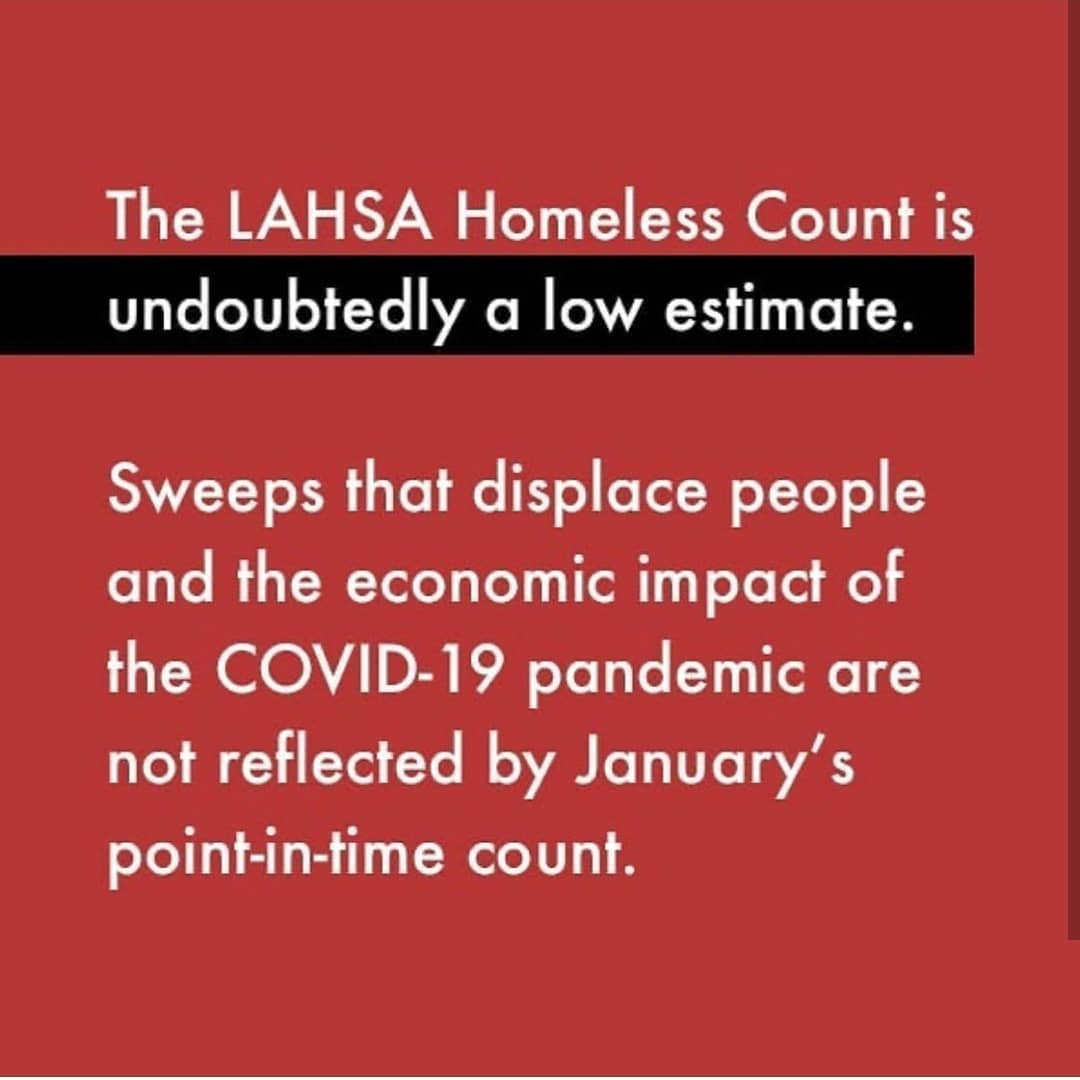 The LAHSA Homeless Count is
undoubtedly a low estimate.
Sweeps that displace people
and the economic impact of
the COVID-19 pandemic are
not reflected by January’s
point-in-time count.